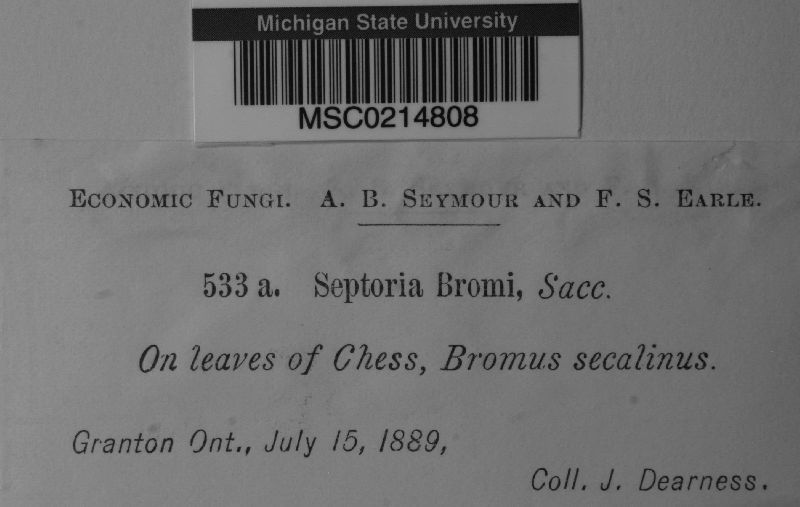 Michigan State University
MSC0214808
Economic Fungi. A. B. Seymour and F. S. Earle.
533 a. Septoria Bromi, Sacc.
On leaves of Chess, Bromus secalinus.
Granton Ont., July 15, 1889,
Coll. J. Dearness.